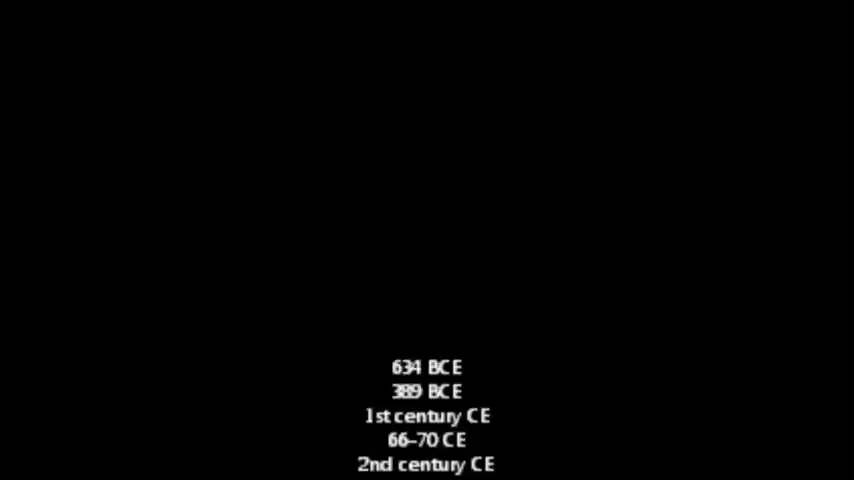 634 BCE
389 BCE
1st century CE
66–70 CE
2nd century CE